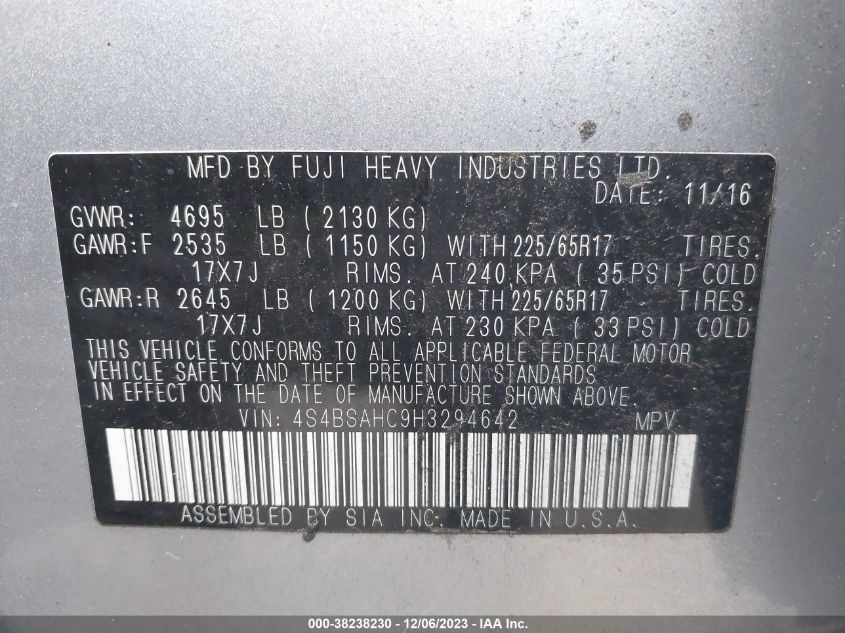 MFD BY FUJI HEAVY INDUSTRIES LTD.
DATE: 11/16
GVWR: 4695 LB ( 2130 KG)
GAWR:F 2535 LB ( 1150 KG) WITH 225/65R17 TIRES.
17X7J RIMS. AT 240 KPA ( 35 PSI) COLD
GAWR:R 2645 LB ( 1200 KG) WITH 225/65R17 TIRES.
17X7J RIMS. AT 230 KPA ( 33 PSI) COLD
THIS VEHICLE CONFORMS TO ALL APPLICABLE FEDERAL MOTOR
VEHICLE SAFETY AND THEFT PREVENTION STANDARDS
IN EFFECT ON THE DATE OF MANUFACTURE SHOWN ABOVE.
VIN: 4S4BSAHC9H3294642 MPV
ASSEMBLED BY SIA INC. MADE IN U.S.A.
000-38238230 - 12/06/2023 - IAA Inc.